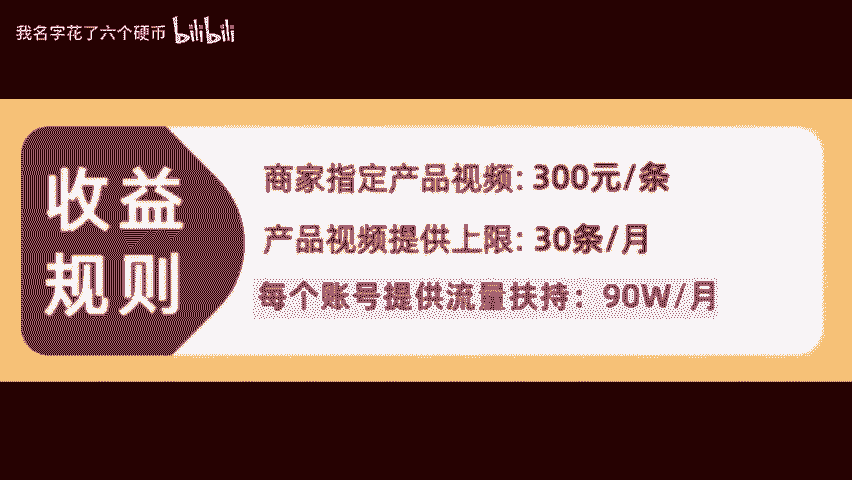 我名字花了六个硬币 bilibili
收益
规则
商家指定产品视频: 300元/条
产品视频提供上限: 30条/月
每个账号提供流量扶持: 90W/月